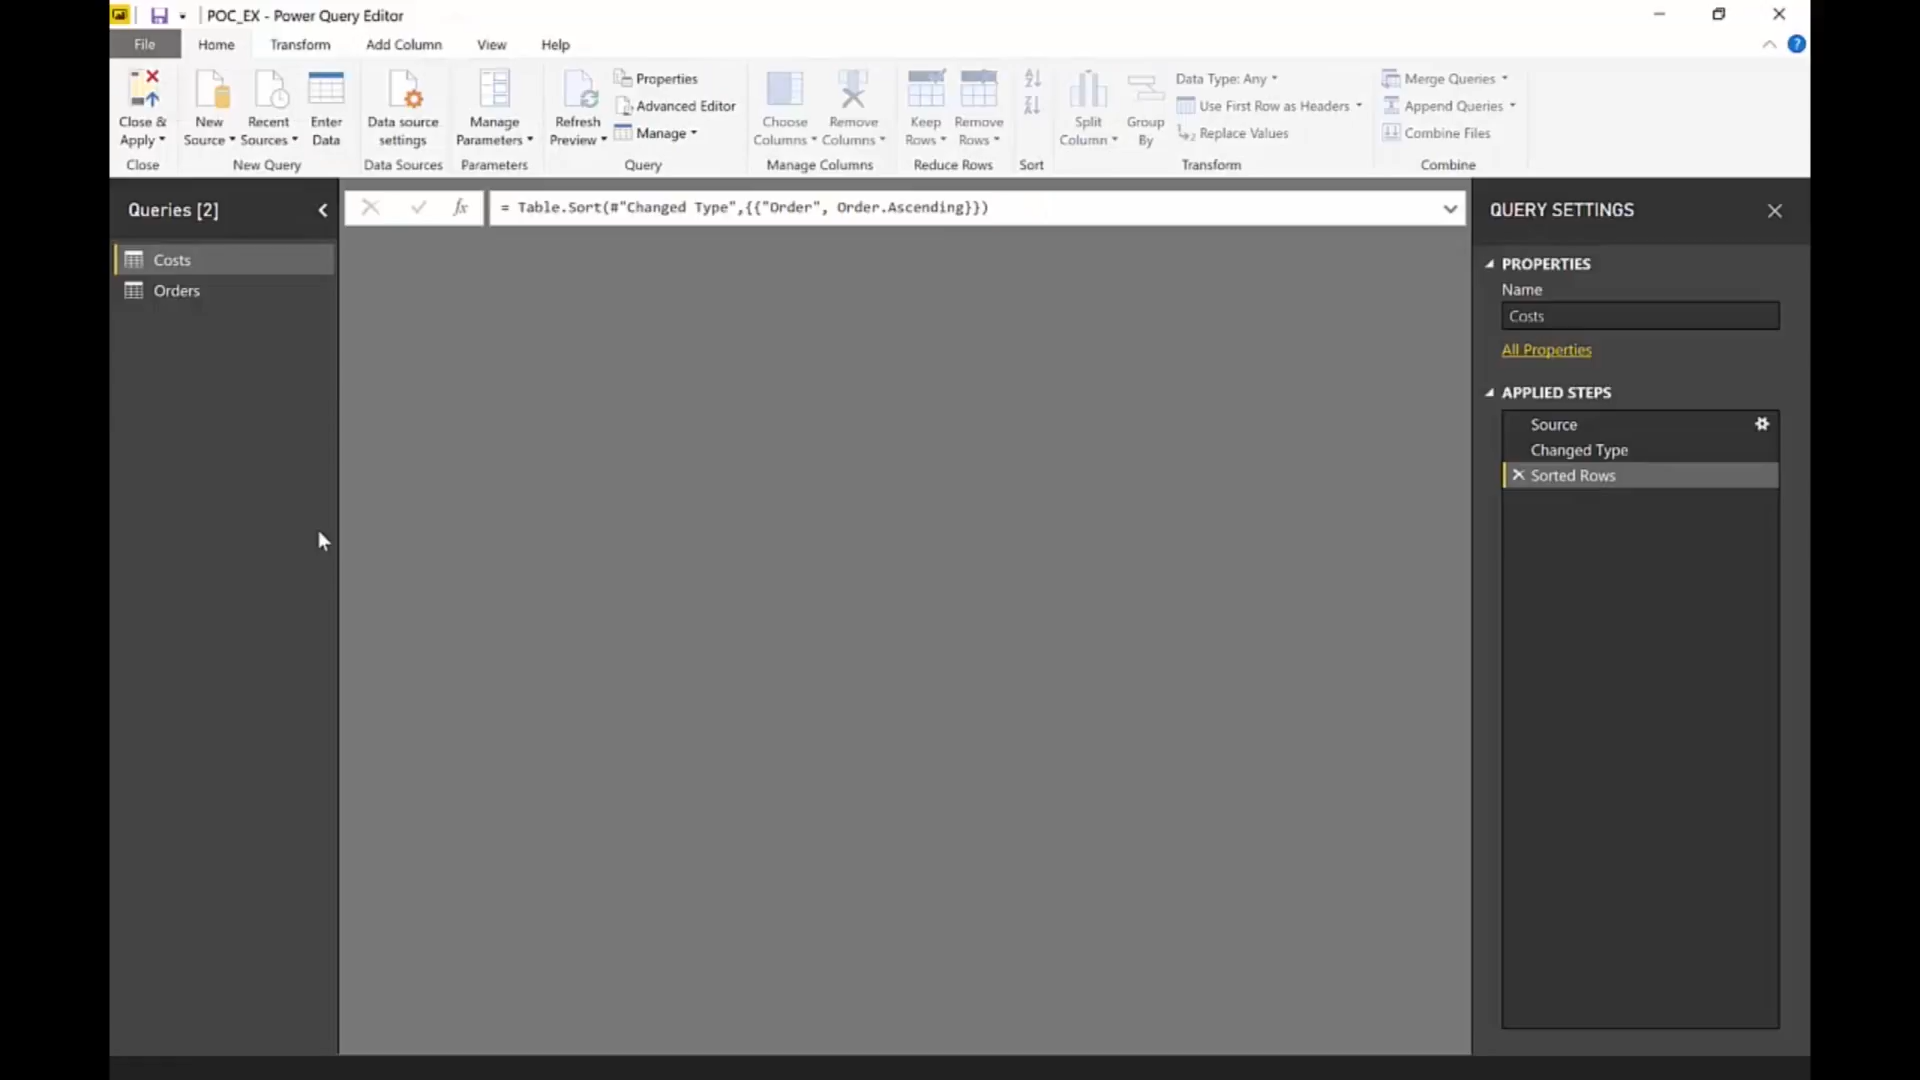 POC_EX - Power Query Editor
File Home Transform Add Column View Help
Close & Apply
New Source
Recent Sources
Enter Data
Data source settings
Manage Parameters
Refresh Preview
Properties
Advanced Editor
Manage
Choose Columns
Remove Columns
Keep Rows
Remove Rows
Split Column
Group By
Data Type: Any
Use First Row as Headers
Replace Values
Merge Queries
Append Queries
Combine Files
Close New Query Data Sources Parameters Query Manage Columns Reduce Rows Sort Transform Combine
Queries [2]
Costs
Orders
fx
= Table.Sort(#"Changed Type",{{"Order", Order.Ascending}})
QUERY SETTINGS
PROPERTIES
Name
Costs
All Properties
APPLIED STEPS
Source
Changed Type
Sorted Rows